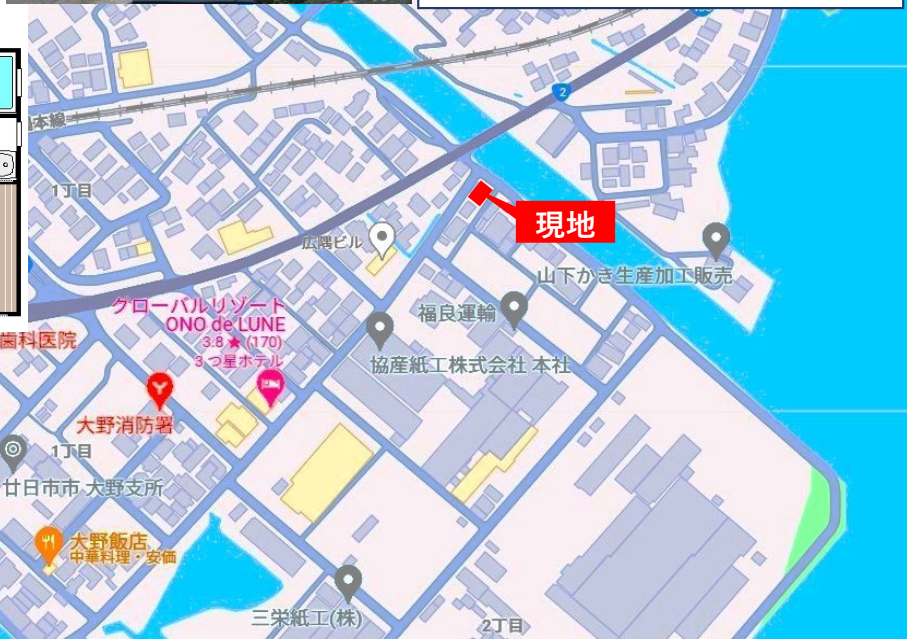 2
本線
1丁目
現地
広隅ビル
山下かき生産加工販売
グローバルリゾート
ONO de LUNE
3.8 ★ (170)
3 つ星ホテル
福良運輸
歯科医院
協産紙工株式会社 本社
大野消防署
1丁目
廿日市市 大野支所
大野飯店
中華料理・安価
三栄紙工(株)
2丁目